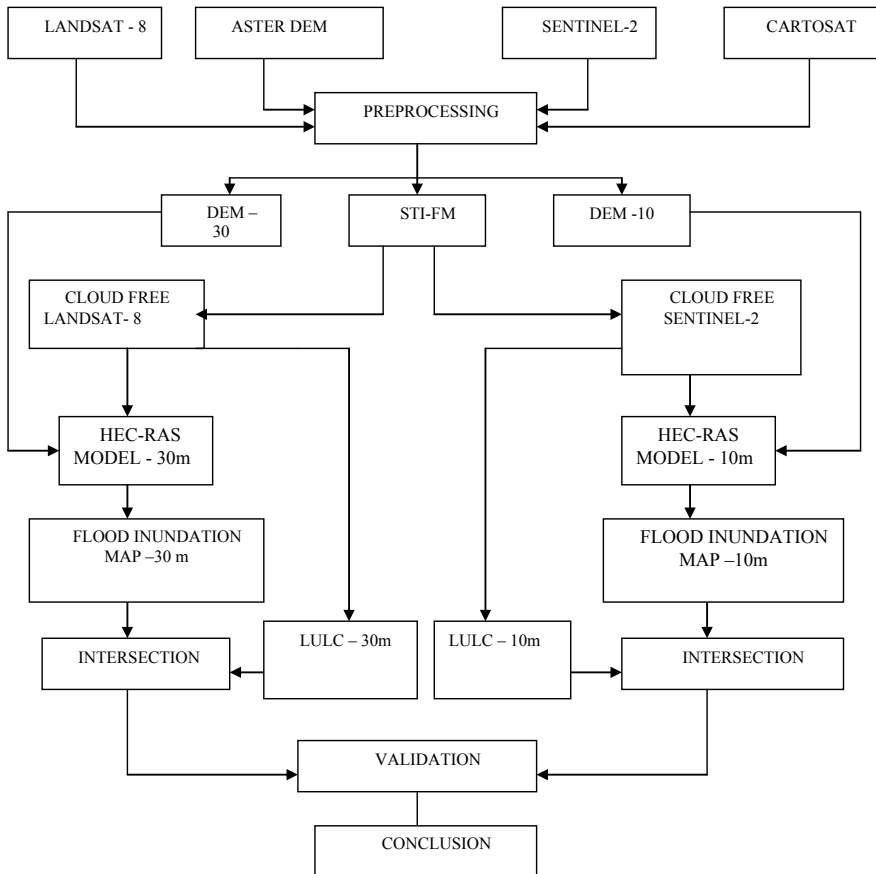 LANDSAT - 8
ASTER DEM
SENTINEL-2
CARTOSAT
PREPROCESSING
DEM –
30
STI-FM
DEM -10
CLOUD FREE
LANDSAT- 8
CLOUD FREE
SENTINEL-2
HEC-RAS
MODEL - 30m
HEC-RAS
MODEL - 10m
FLOOD INUNDATION
MAP –30 m
FLOOD INUNDATION
MAP –10m
INTERSECTION
LULC – 30m
LULC – 10m
INTERSECTION
VALIDATION
CONCLUSION